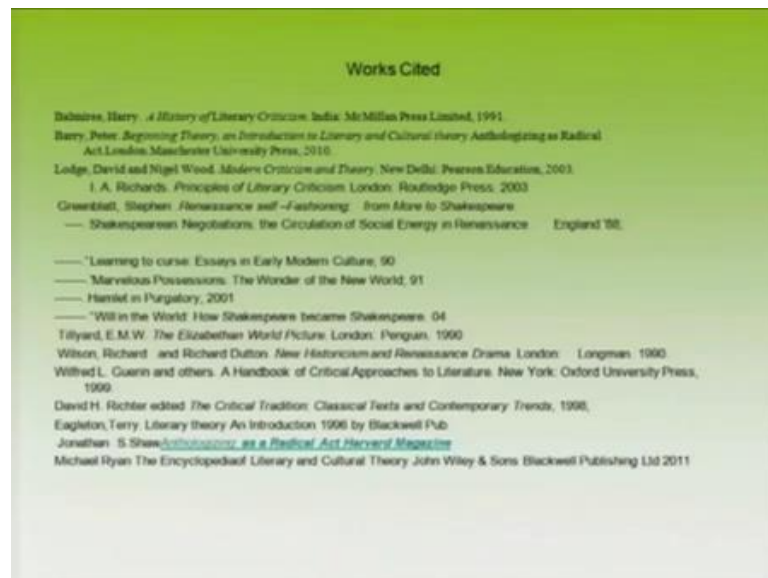 Works Cited
Balmires, Harry. A History of Literary Criticism. India: McMillan Press Limited, 1991.
Barry, Peter. Beginning Theory, an Introduction to Literary and Cultural theory Anthologizing as Radical
Act.London.Manchester University Press, 2010.
Lodge, David and Nigel Wood. Modern Criticism and Theory. New Delhi: Pearson Education, 2003.
I. A. Richards. Principles of Literary Criticism. London: Routledge Press. 2003
Greenblatt, Stephen. Renaissance self –Fashioning: from More to Shakespeare
---- Shakespearean Negotiations: the Circulation of Social Energy in Renaissance England '88;
------- "Learning to curse: Essays in Early Modern Culture, 90
------- 'Marvelous Possessions: The Wonder of the New World, 91
------- Hamlet in Purgatory, 2001
------- "Will in the World: How Shakespeare became Shakespeare. 04
Tillyard, E.M.W. The Elizabethan World Picture. London: Penguin. 1990
Wilson, Richard and Richard Dutton. New Historicism and Renaissance Drama. London: Longman. 1990.
Wilfred L. Guerin and others. A Handbook of Critical Approaches to Literature. New York: Oxford University Press,
1999.
David H. Richter edited The Critical Tradition: Classical Texts and Contemporary Trends, 1998,
Eagleton,Terry. Literary theory An Introduction 1996 by Blackwell Pub
Jonathan S.ShawAnthologizing as a Radical Act Harvard Magazine
Michael Ryan The Encyclopediaof Literary and Cultural Theory John Wiley & Sons Blackwell Publishing Ltd 2011